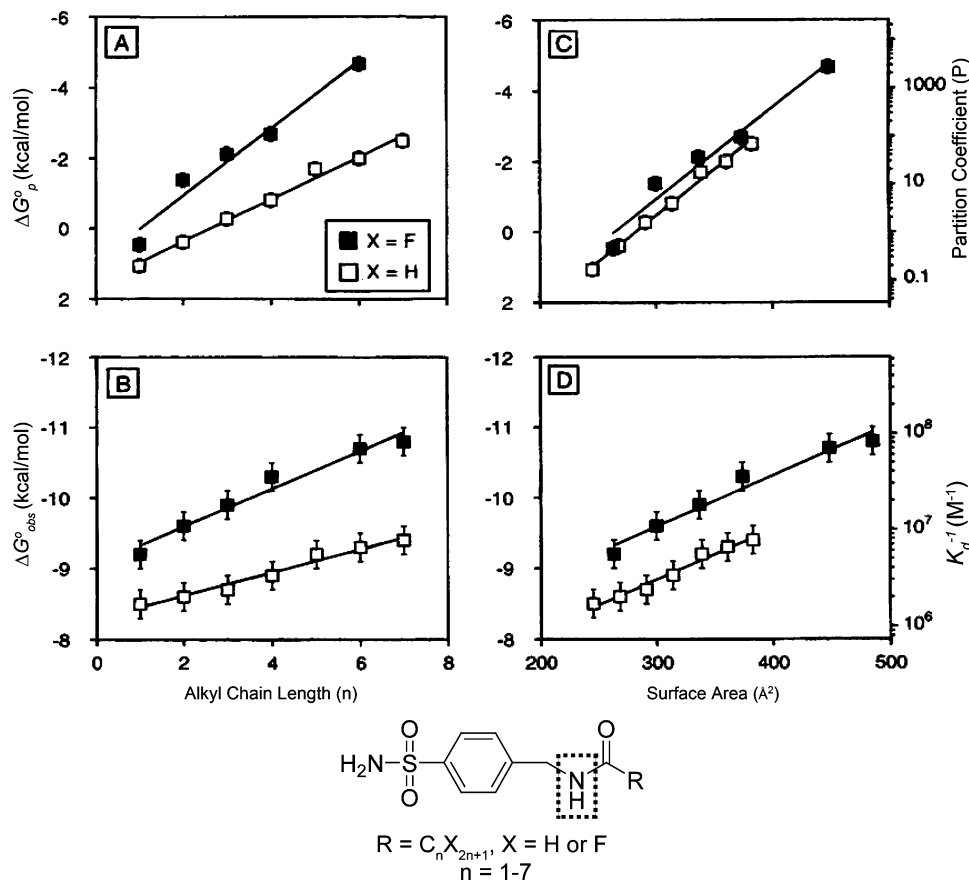 A
C
-6
-4
-2
0
2
ΔG°p (kcal/mol)
X = F
X = H
-6
-4
-2
0
2
1000
10
0.1
Partition Coefficient (P)
B
D
-12
-11
-10
-9
-8
ΔG°obs (kcal/mol)
0 2 4 6 8
Alkyl Chain Length (n)
-12
-11
-10
-9
-8
10⁸
10⁷
10⁶
Kd⁻¹ (M⁻¹)
200 300 400 500
Surface Area (Å²)
O
O
H₂N
S
N
H
R
O
R = CnX2n+1, X = H or F
n = 1-7